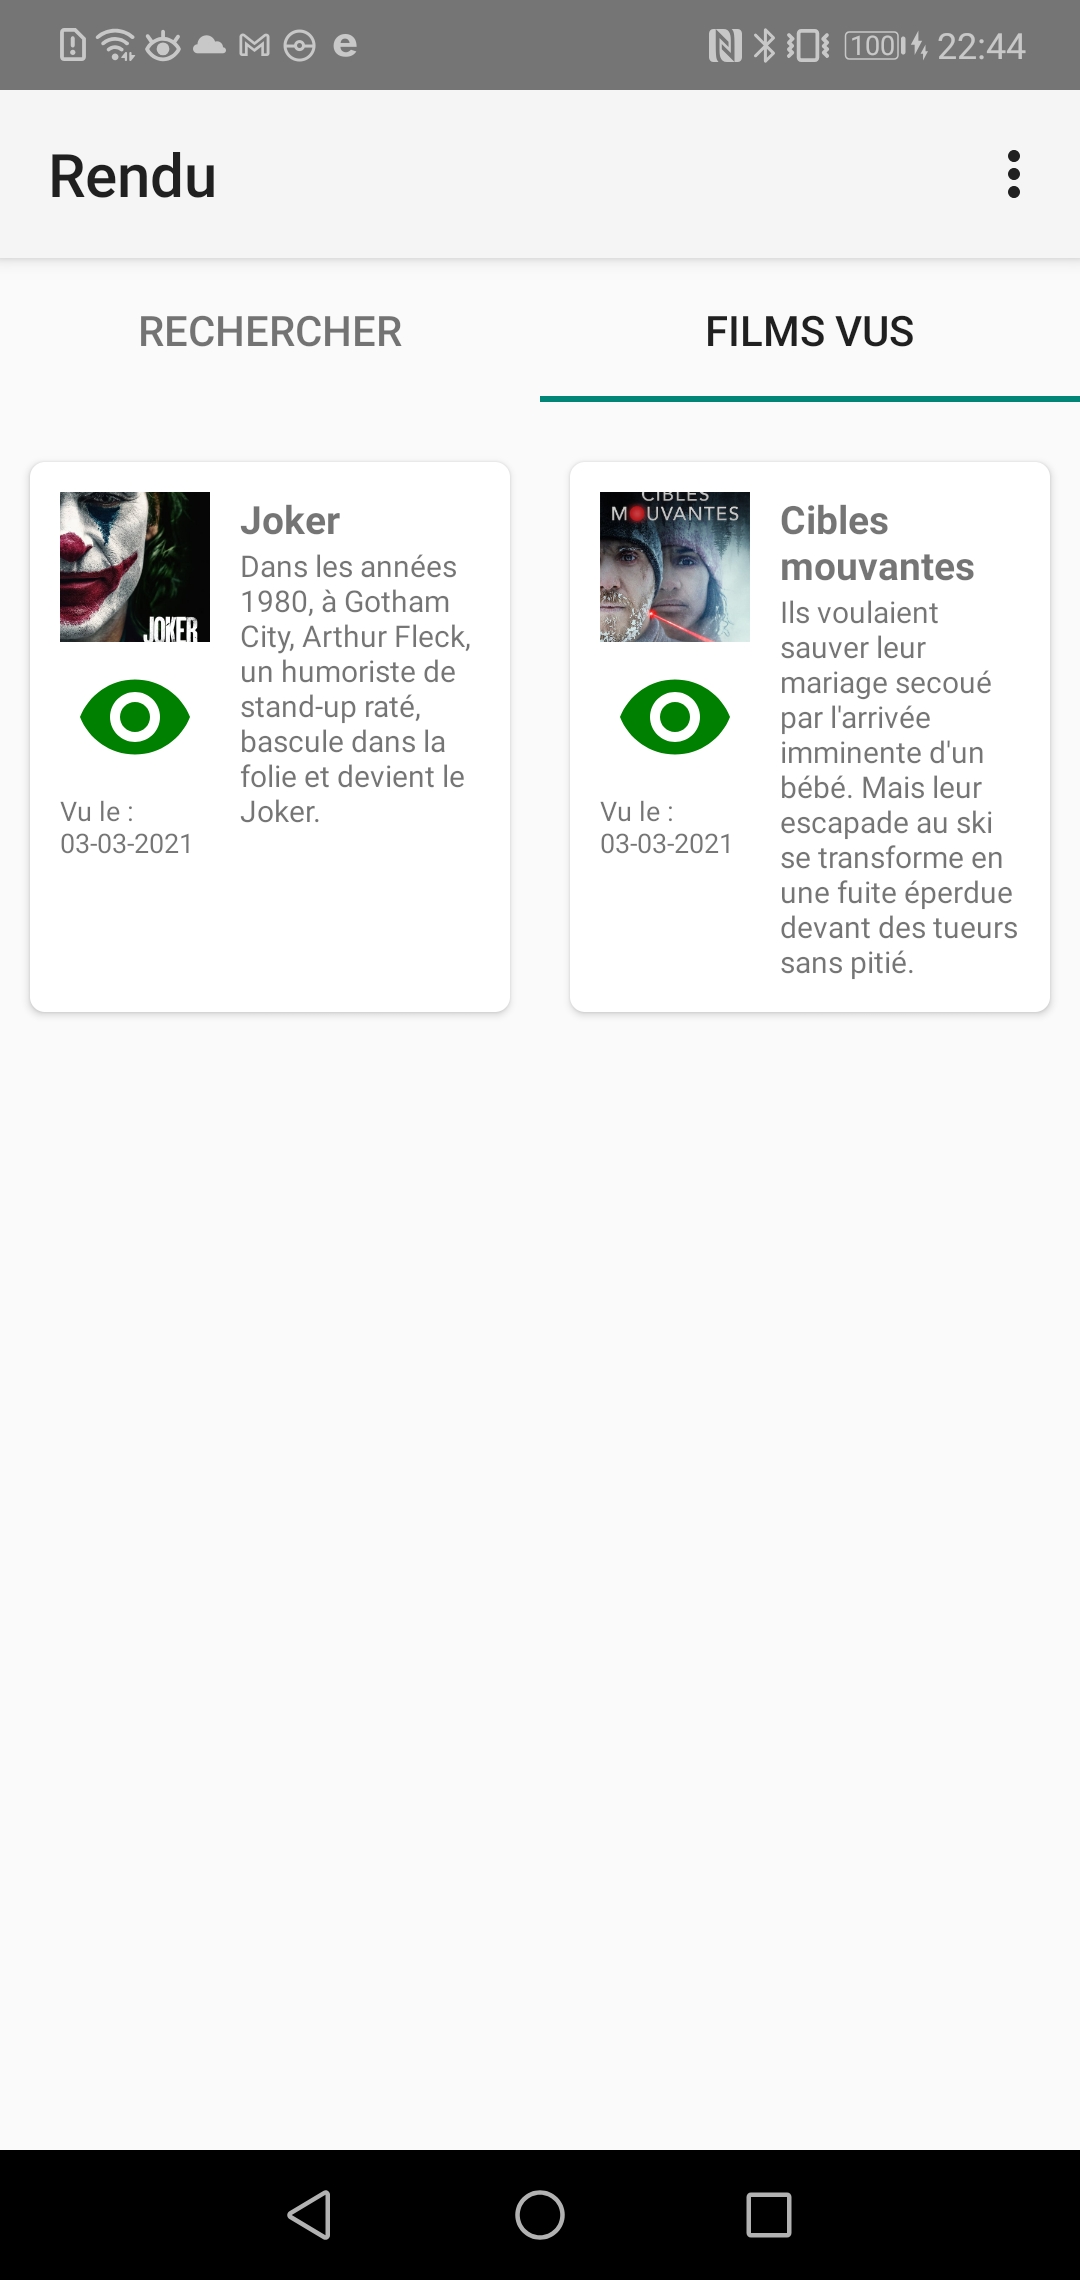 100
22:44
Rendu
RECHERCHER
FILMS VUS
JOKER
Joker
Dans les années
1980, à Gotham
City, Arthur Fleck,
un humoriste de
stand-up raté,
bascule dans la
folie et devient le
Joker.
Vu le :
03-03-2021
CIBLES
MOUVANTES
Cibles
mouvantes
Ils voulaient
sauver leur
mariage secoué
par l'arrivée
imminente d'un
bébé. Mais leur
escapade au ski
se transforme en
une fuite éperdue
devant des tueurs
sans pitié.
Vu le :
03-03-2021